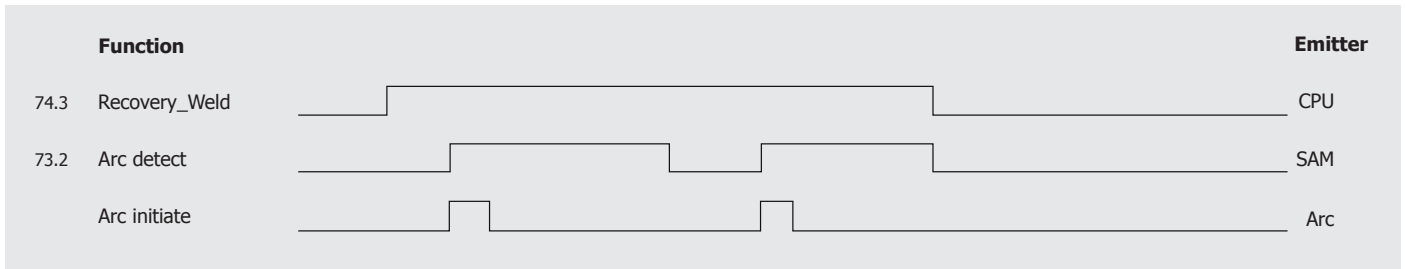 Function Emitter
74.3 Recovery_Weld CPU
73.2 Arc detect SAM
Arc initiate Arc